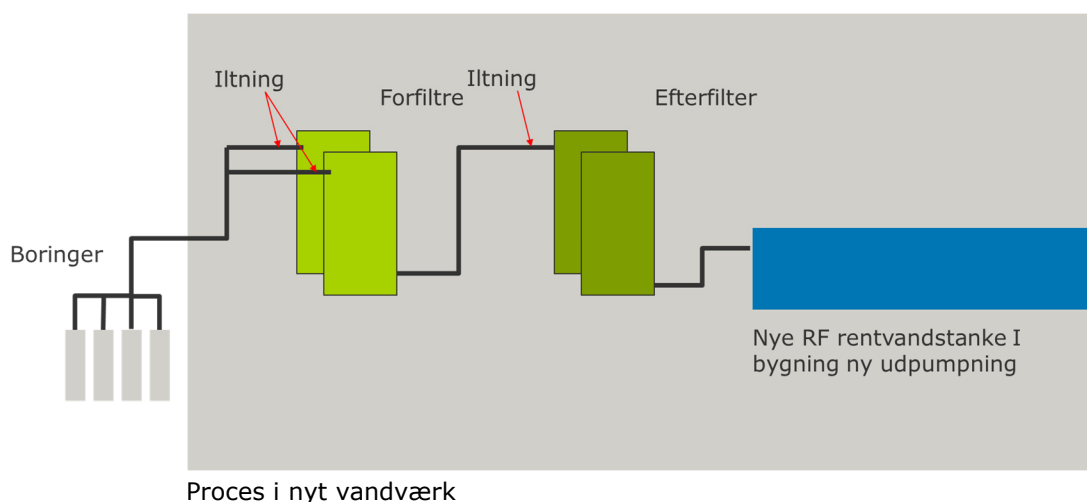 Iltning
Forfiltre
Iltning
Efterfilter
Boringer
Nye RF rentvandstanke I
bygning ny udpumpning
Proces i nyt vandværk